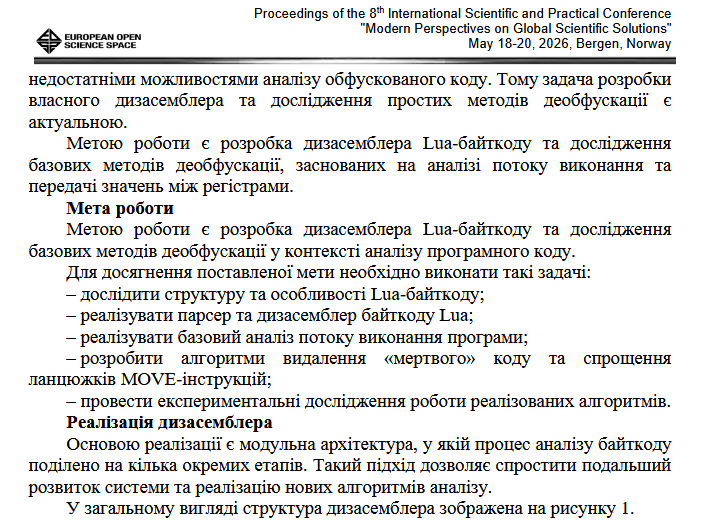 Proceedings of the 8th International Scientific and Practical Conference
"Modern Perspectives on Global Scientific Solutions"
May 18-20, 2026, Bergen, Norway
EUROPEAN OPEN
SCIENCE SPACE
недостатніми можливостями аналізу обфускованого коду. Тому задача розробки
власного дизасемблера та дослідження простих методів деобфускації є
актуальною.
Метою роботи є розробка дизасемблера Lua-байткоду та дослідження
базових методів деобфускації, заснованих на аналізі потоку виконання та
передачі значень між регістрами.
Мета роботи
Метою роботи є розробка дизасемблера Lua-байткоду та дослідження
базових методів деобфускації у контексті аналізу програмного коду.
Для досягнення поставленої мети необхідно виконати такі задачі:
– дослідити структуру та особливості Lua-байткоду;
– реалізувати парсер та дизасемблер байткоду Lua;
– реалізувати базовий аналіз потоку виконання програми;
– розробити алгоритми видалення «мертвого» коду та спрощення
ланцюжків MOVE-інструкцій;
– провести експериментальні дослідження роботи реалізованих алгоритмів.
Реалізація дизасемблера
Основою реалізації є модульна архітектура, у якій процес аналізу байткоду
поділено на кілька окремих етапів. Такий підхід дозволяє спростити подальший
розвиток системи та реалізацію нових алгоритмів аналізу.
У загальному вигляді структура дизасемблера зображена на рисунку 1.